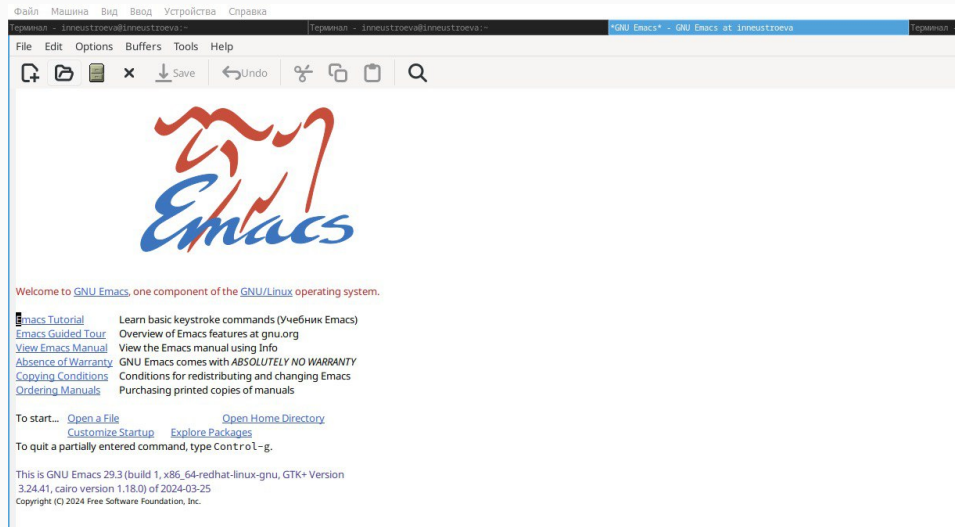 Файл Машина Вид Ввод Устройства Справка
Терминал - inneustroeva@inneustroeva:~ Терминал - inneustroeva@inneustroeva:~ *GNU Emacs* - GNU Emacs at inneustroeva Терминал -
File Edit Options Buffers Tools Help
Save Undo
Emacs
Welcome to GNU Emacs, one component of the GNU/Linux operating system.
Emacs Tutorial Learn basic keystroke commands (Учебник Emacs)
Emacs Guided Tour Overview of Emacs features at gnu.org
View Emacs Manual View the Emacs manual using Info
Absence of Warranty GNU Emacs comes with ABSOLUTELY NO WARRANTY
Copying Conditions Conditions for redistributing and changing Emacs
Ordering Manuals Purchasing printed copies of manuals
To start... Open a File Open Home Directory
Customize Startup Explore Packages
To quit a partially entered command, type Control-g.
This is GNU Emacs 29.3 (build 1, x86_64-redhat-linux-gnu, GTK+ Version
3.24.41, cairo version 1.18.0) of 2024-03-25
Copyright (C) 2024 Free Software Foundation, Inc.